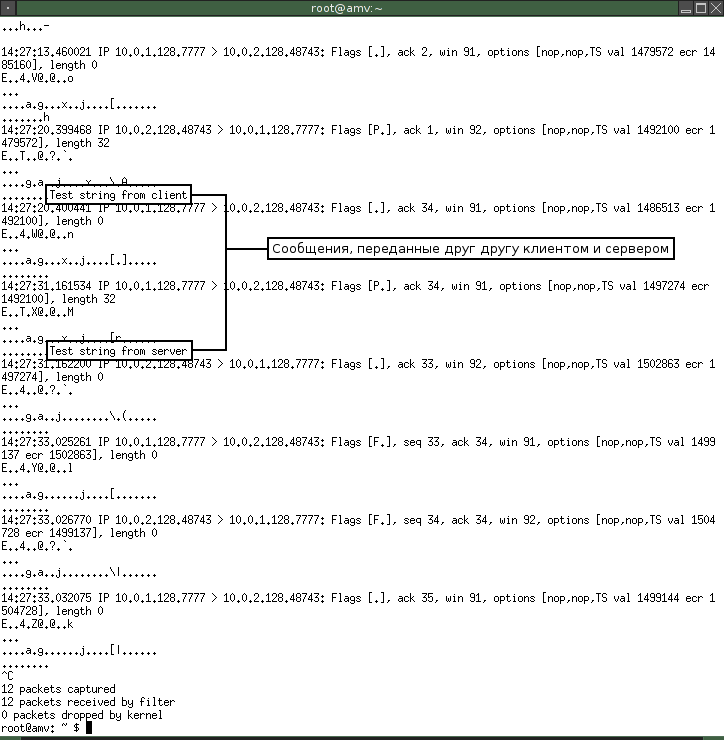 root@amv:~
...h...-
14:27:13.460021 IP 10.0.1.128.7777 > 10.0.2.128.48743: Flags [.], ack 2, win 91, options [nop,nop,TS val 1479572 ecr 14
85160], length 0
E..4.V@.@..o
...
....a.g...x..j....[.......
.......h
14:27:20.399468 IP 10.0.2.128.48743 > 10.0.1.128.7777: Flags [P.], ack 1, win 92, options [nop,nop,TS val 1492100 ecr 1
479572], length 32
E..T..@.?.`.
...
....g.a..j....x...\.A.....
........Test string from client
14:27:20.400441 IP 10.0.1.128.7777 > 10.0.2.128.48743: Flags [.], ack 34, win 91, options [nop,nop,TS val 1486513 ecr 1
492100], length 0
E..4.W@.@..n
...
Сообщения, переданные друг другу клиентом и сервером
....a.g...x..j....[.].....
........
14:27:31.161534 IP 10.0.1.128.7777 > 10.0.2.128.48743: Flags [P.], ack 34, win 91, options [nop,nop,TS val 1497274 ecr
1492100], length 32
E..T.X@.@..M
...
....a.g...x..j....[r......
........Test string from server
14:27:31.162200 IP 10.0.2.128.48743 > 10.0.1.128.7777: Flags [.], ack 33, win 92, options [nop,nop,TS val 1502863 ecr 1
497274], length 0
E..4..@.?.`.
...
....g.a..j........\.(.....
........
14:27:33.025261 IP 10.0.1.128.7777 > 10.0.2.128.48743: Flags [F.], seq 33, ack 34, win 91, options [nop,nop,TS val 1499
137 ecr 1502863], length 0
E..4.Y@.@..l
...
....a.g......j....[.......
........
14:27:33.026770 IP 10.0.2.128.48743 > 10.0.1.128.7777: Flags [F.], seq 34, ack 34, win 92, options [nop,nop,TS val 1504
728 ecr 1499137], length 0
E..4..@.?.`.
...
....g.a..j........\|......
........
14:27:33.032075 IP 10.0.1.128.7777 > 10.0.2.128.48743: Flags [.], ack 35, win 91, options [nop,nop,TS val 1499144 ecr 1
504728], length 0
E..4.Z@.@..k
...
....a.g......j....[|......
........
^C
12 packets captured
12 packets received by filter
0 packets dropped by kernel
root@amv: ~ $